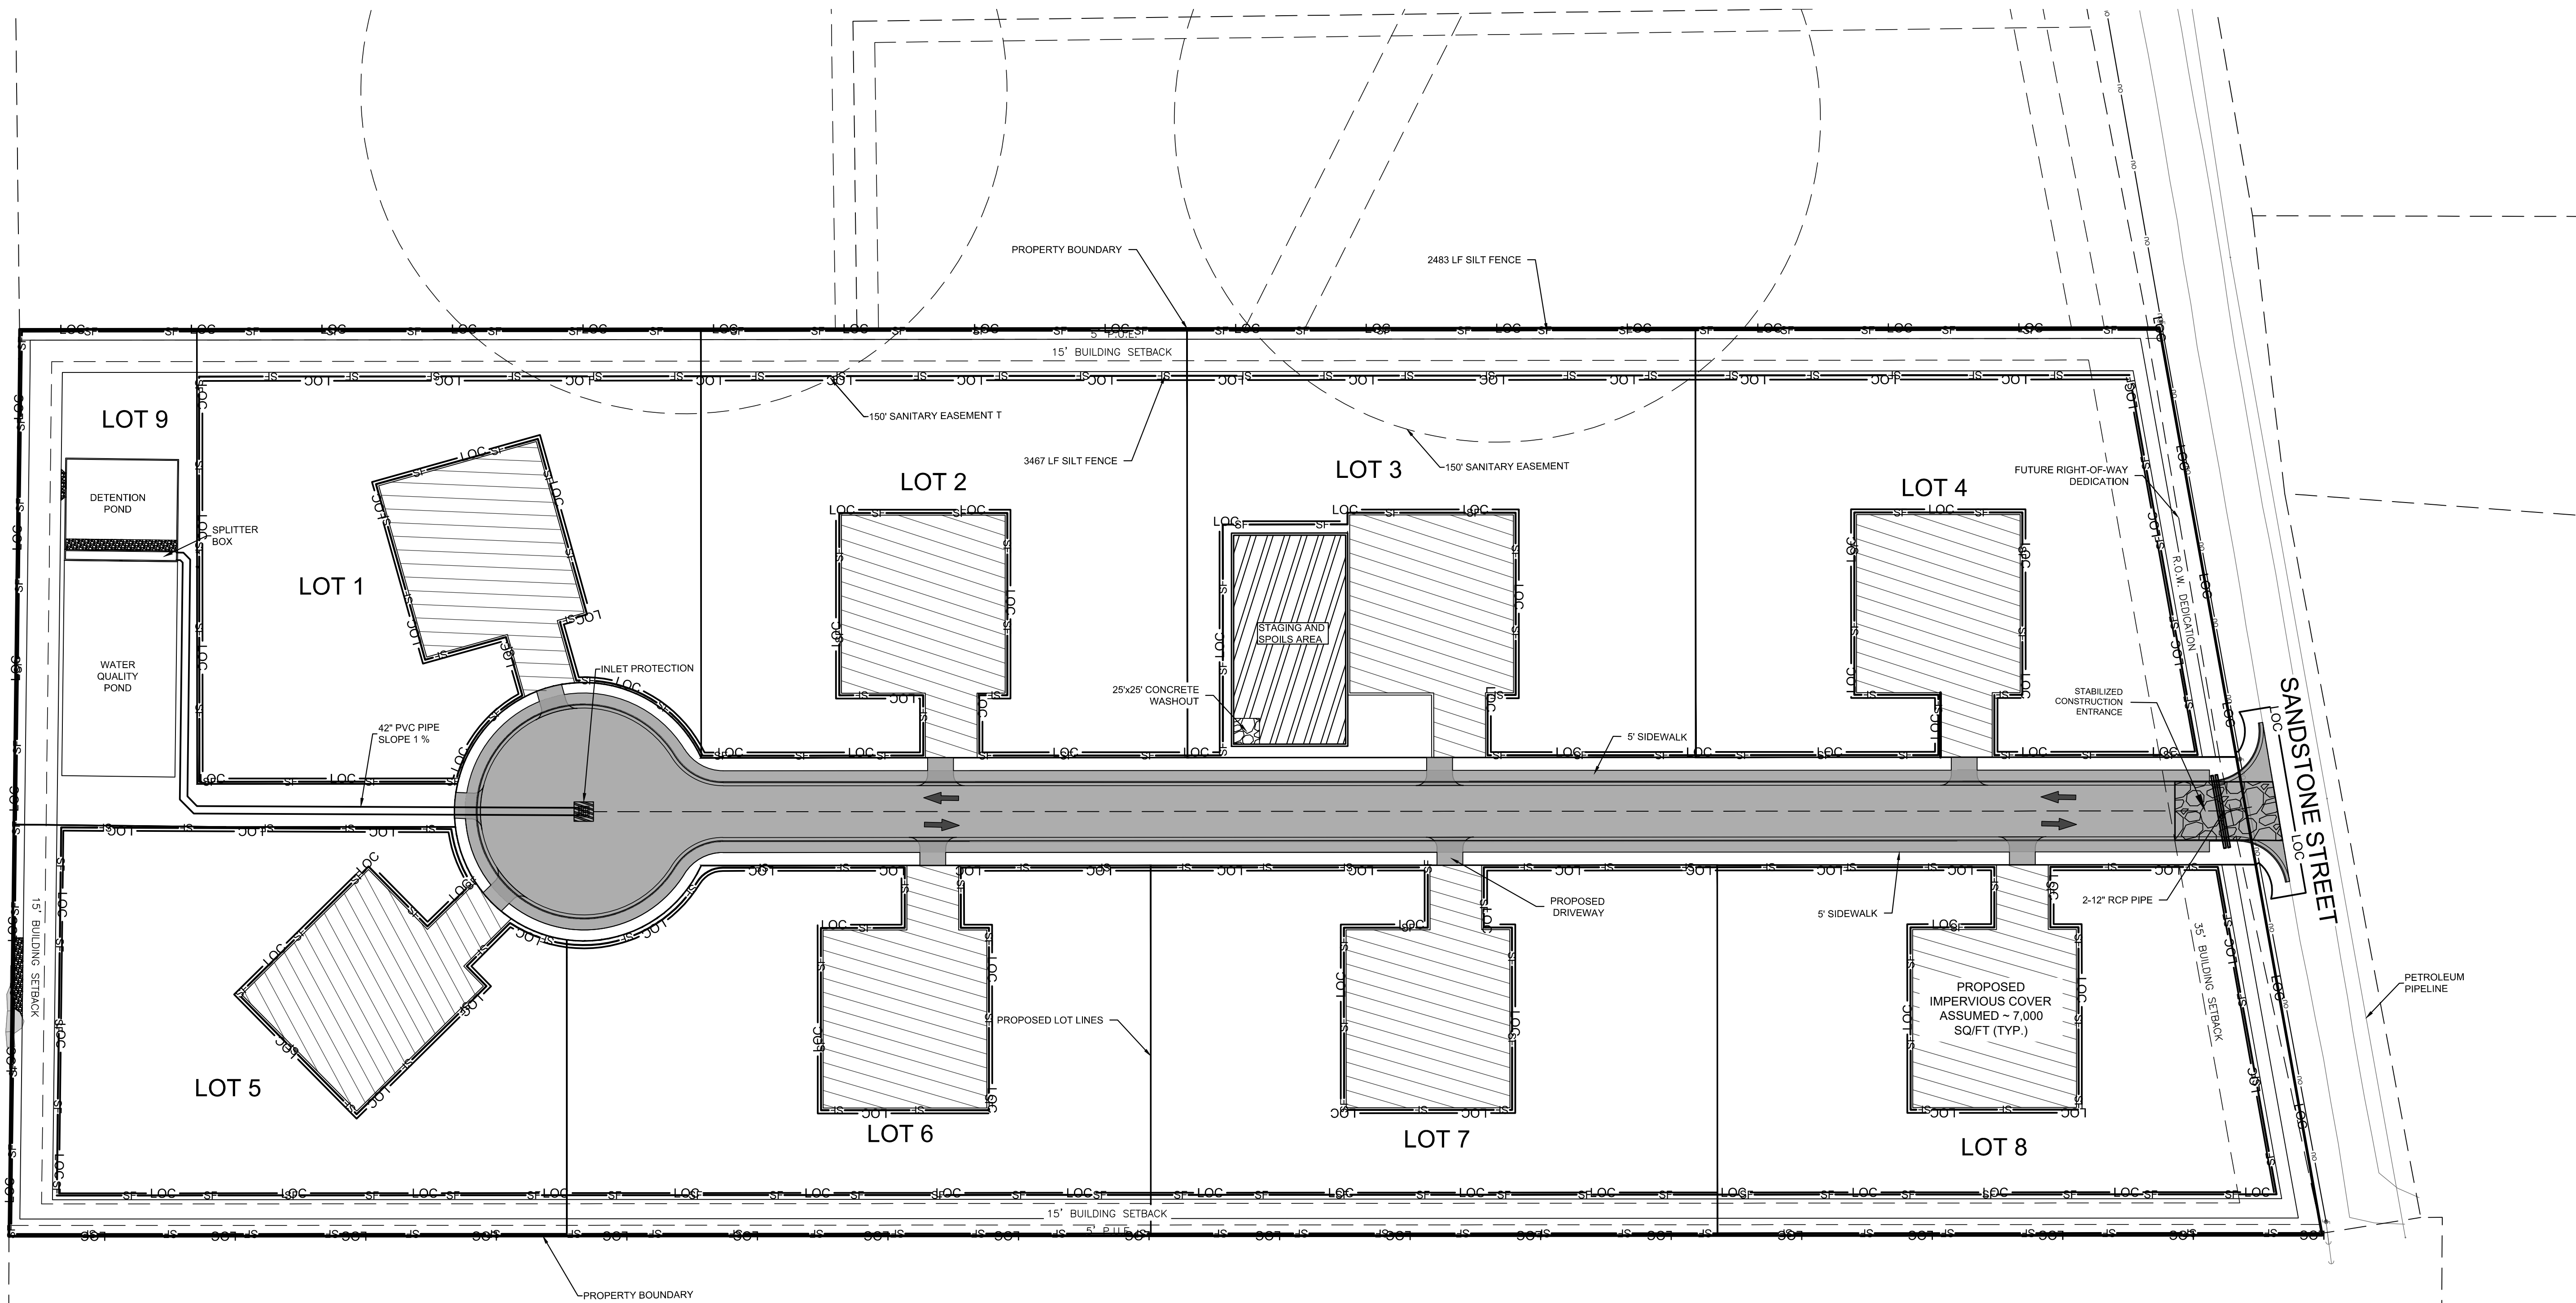 PROPERTY BOUNDARY
2483 LF SILT FENCE
5' P.U.E.
15' BUILDING SETBACK
LOT 9
150' SANITARY EASEMENT T
3467 LF SILT FENCE
LOT 2
LOT 3
150' SANITARY EASEMENT
LOT 4
FUTURE RIGHT-OF-WAY
DEDICATION
DETENTION
POND
SPLITTER
BOX
LOT 1
R.O.W. DEDICATION
STAGING AND
SPOILS AREA
WATER
QUALITY
POND
INLET PROTECTION
25'x25' CONCRETE
WASHOUT
STABILIZED
CONSTRUCTION
ENTRANCE
SANDSTONE STREET
42" PVC PIPE
SLOPE 1 %
5' SIDEWALK
PROPOSED
DRIVEWAY
5' SIDEWALK
2-12" RCP PIPE
15' BUILDING SETBACK
35' BUILDING SETBACK
PETROLEUM
PIPELINE
PROPOSED
IMPERVIOUS COVER
ASSUMED ~ 7,000
SQ/FT (TYP.)
PROPOSED LOT LINES
LOT 5
LOT 6
LOT 7
LOT 8
15' BUILDING SETBACK
5' P.U.E.
PROPERTY BOUNDARY
LOC
SF